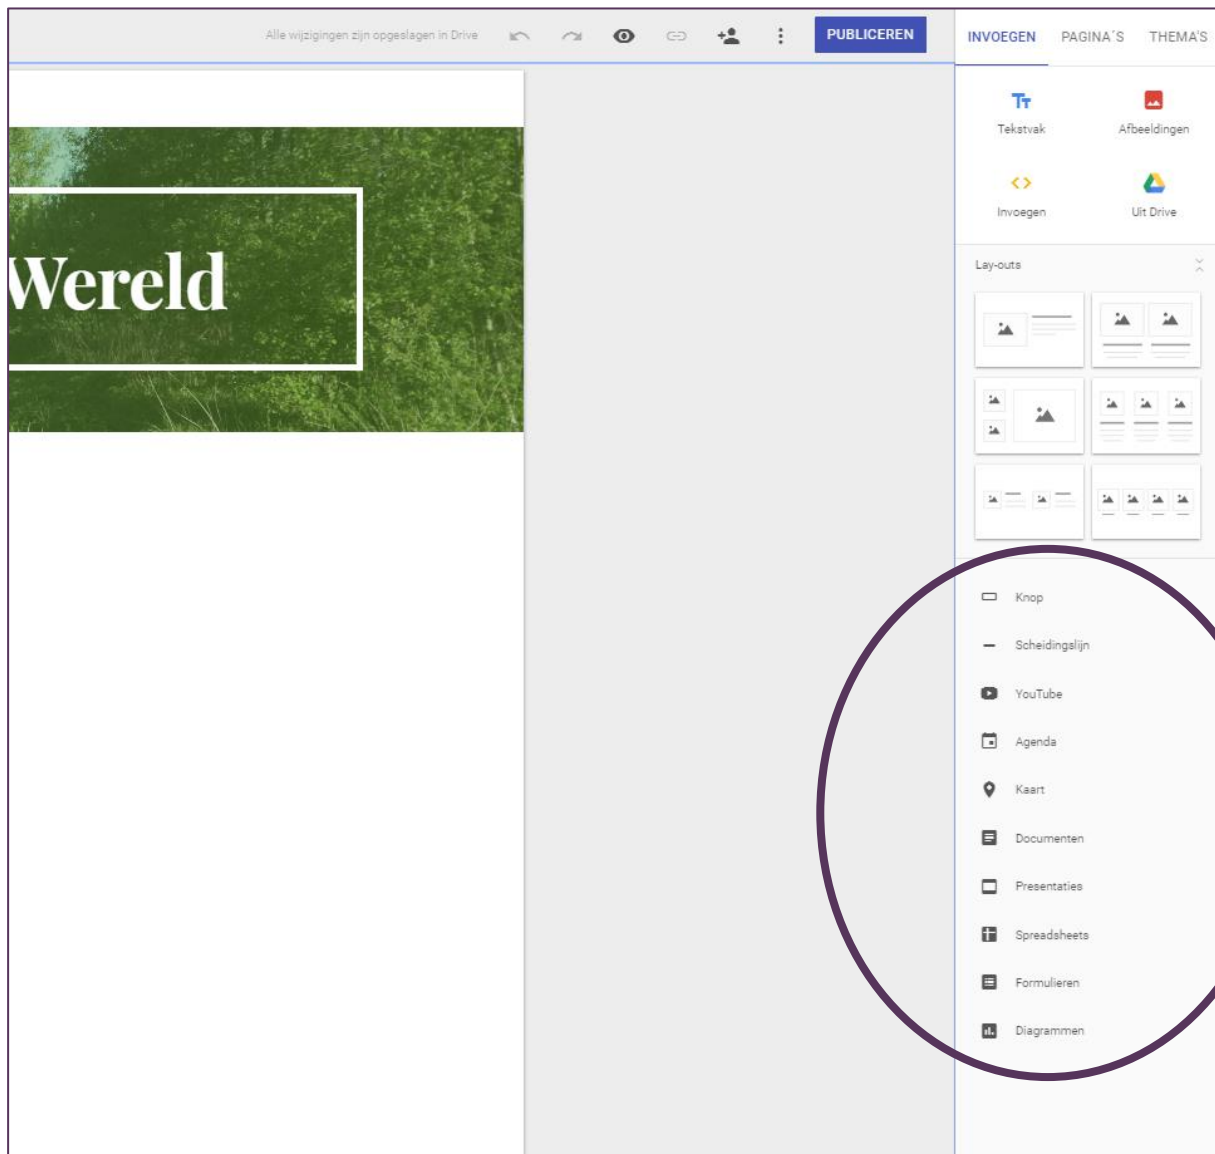 Alle wijzigingen zijn opgeslagen in Drive
PUBLICEREN
INVOEGEN PAGINA´S THEMA'S
Tekstvak Afbeeldingen
Invoegen Uit Drive
Wereld
Lay-outs
Knop
Scheidingslijn
YouTube
Agenda
Kaart
Documenten
Presentaties
Spreadsheets
Formulieren
Diagrammen